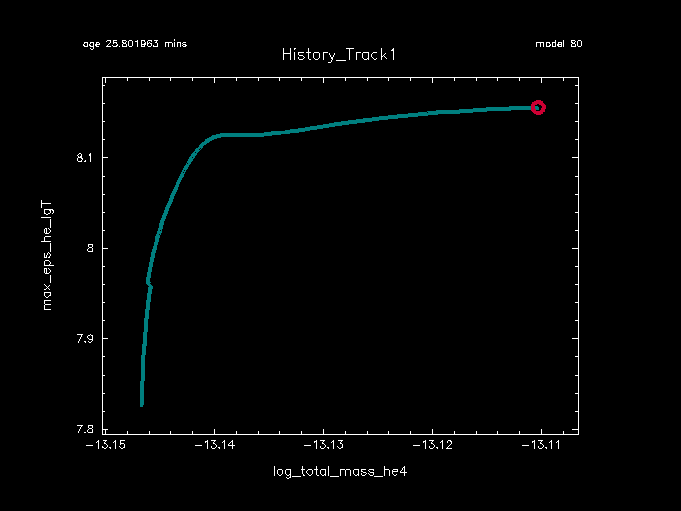 age 25.801963 mins
model 80
History_Track1
8.1
8
7.9
7.8
max_eps_he_lgT
−13.15
−13.14
−13.13
−13.12
−13.11
log_total_mass_he4